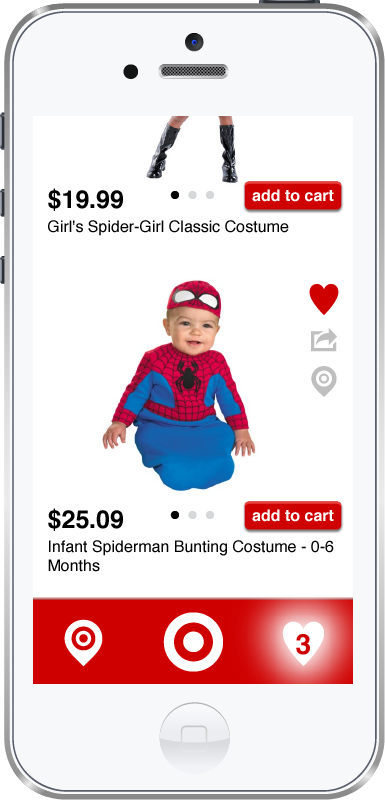 $19.99
add to cart
Girl's Spider-Girl Classic Costume
$25.09
add to cart
Infant Spiderman Bunting Costume - 0-6
Months
3